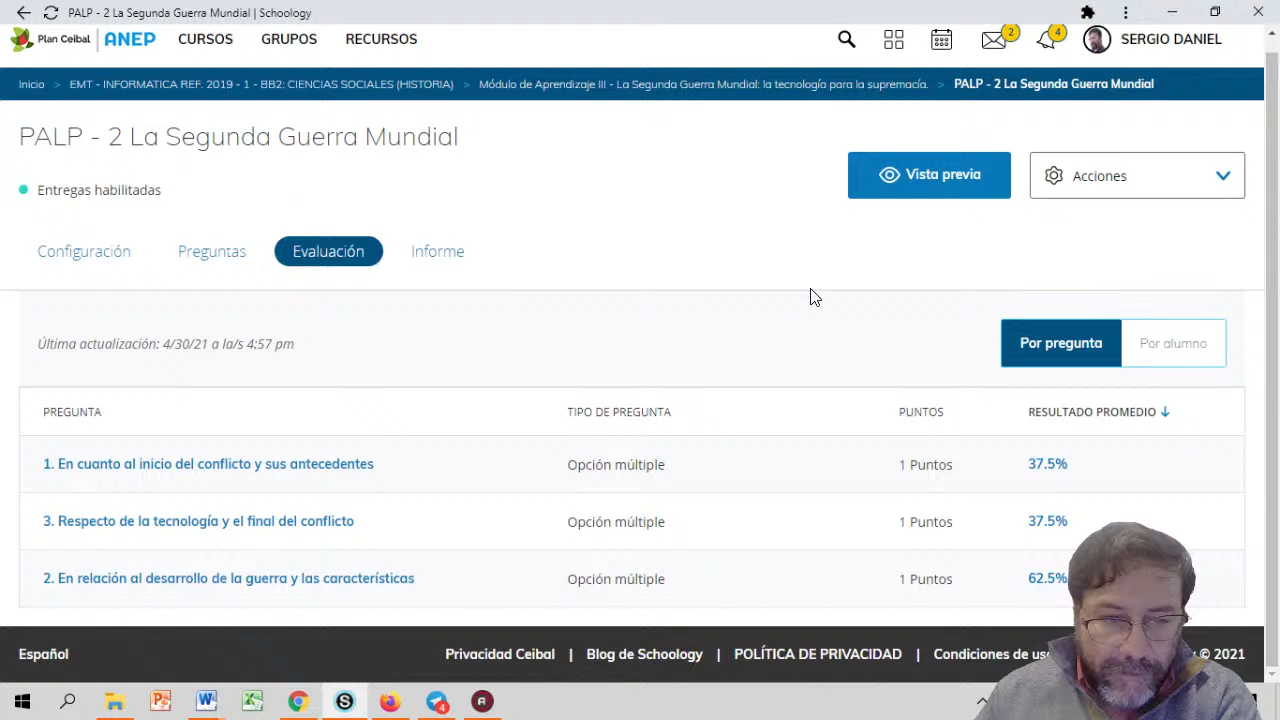 PALP - 2 La Segunda Guerra Mundial | Schoology
Plan Ceibal | ANEP CURSOS GRUPOS RECURSOS 2 4 SERGIO DANIEL
Inicio > EMT - INFORMATICA REF. 2019 - 1 - BB2: CIENCIAS SOCIALES (HISTORIA) > Módulo de Aprendizaje III - La Segunda Guerra Mundial: la tecnología para la supremacía. > PALP - 2 La Segunda Guerra Mundial
PALP - 2 La Segunda Guerra Mundial
Vista previa Acciones
Entregas habilitadas
Configuración Preguntas Evaluación Informe
Última actualización: 4/30/21 a la/s 4:57 pm Por pregunta Por alumno
PREGUNTA TIPO DE PREGUNTA PUNTOS RESULTADO PROMEDIO
1. En cuanto al inicio del conflicto y sus antecedentes Opción múltiple 1 Puntos 37.5%
3. Respecto de la tecnología y el final del conflicto Opción múltiple 1 Puntos 37.5%
2. En relación al desarrollo de la guerra y las características Opción múltiple 1 Puntos 62.5%
Español Privacidad Ceibal | Blog de Schoology | POLÍTICA DE PRIVACIDAD | Condiciones de © 2021
4